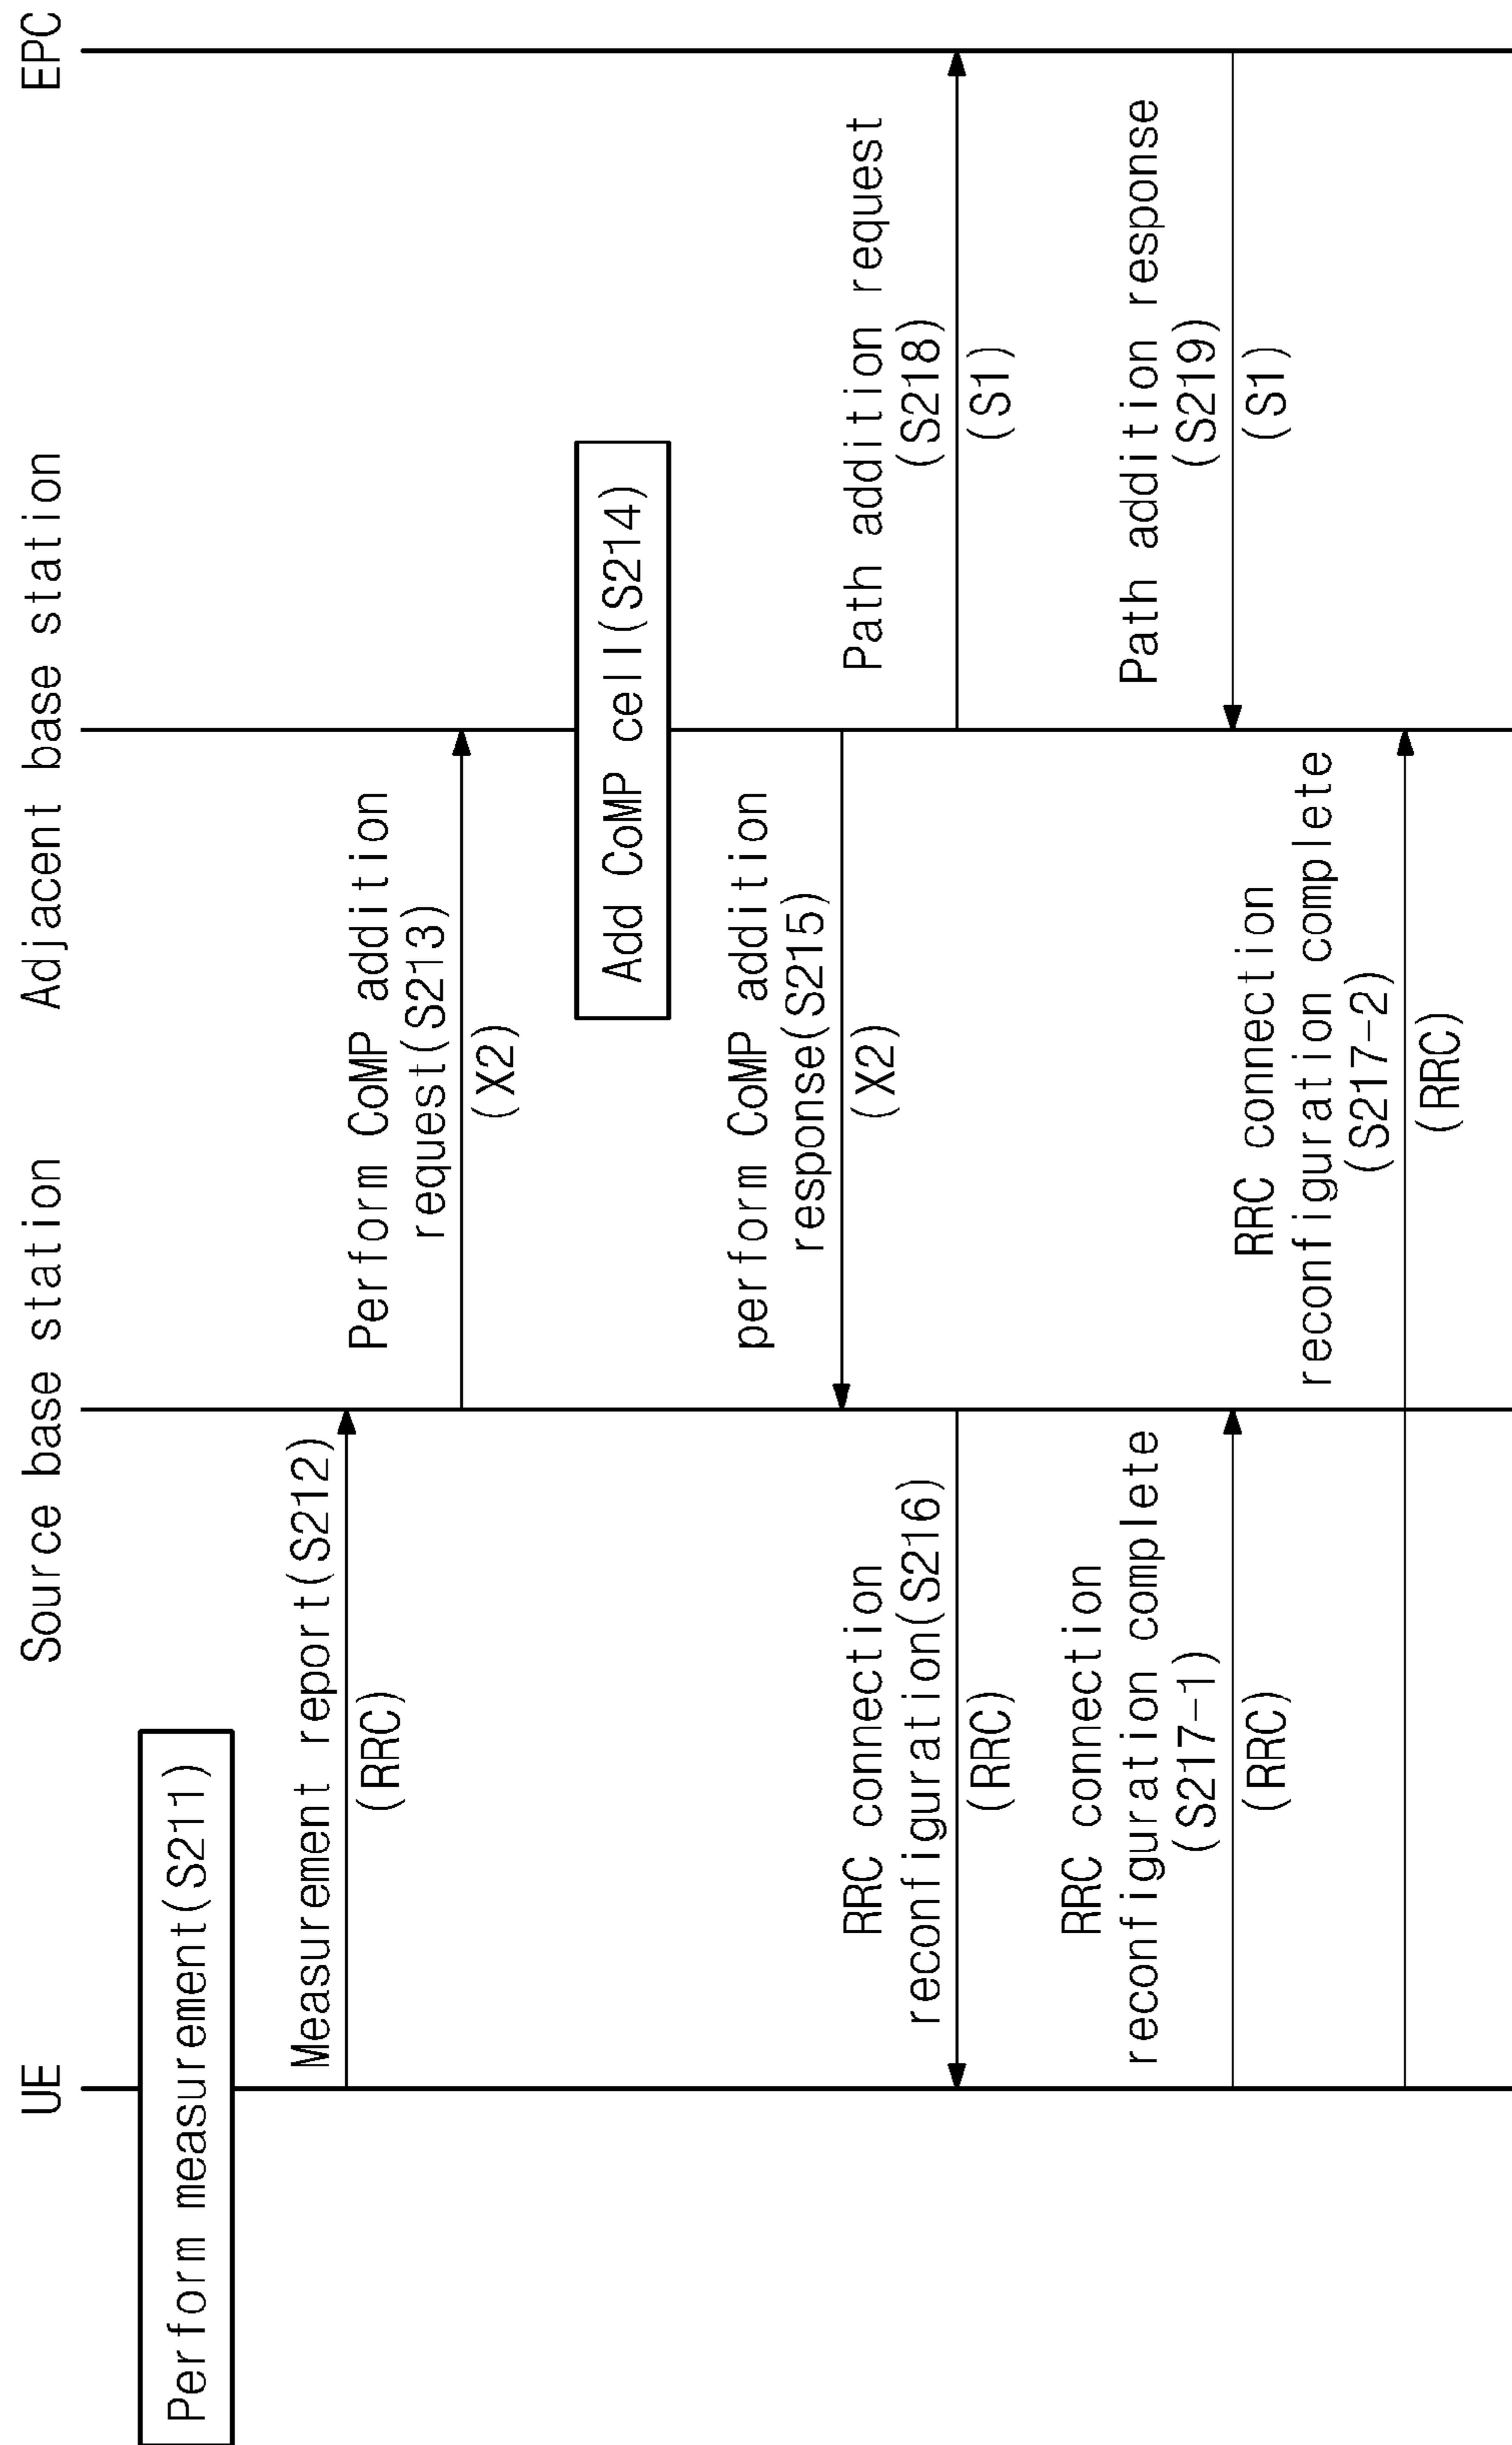 UE
Source base station
Adjacent base station
EPC
Perform measurement(S211)
Measurement report(S212)
(RRC)
Perform CoMP addition
request(S213)
(X2)
Add CoMP cell(S214)
perform CoMP addition
response(S215)
(X2)
RRC connection
reconfiguration(S216)
(RRC)
Path addition request
(S218)
(S1)
RRC connection
reconfiguration complete
(S217-1)
(RRC)
Path addition response
(S219)
(S1)
RRC connection
reconfiguration complete
(S217-2)
(RRC)